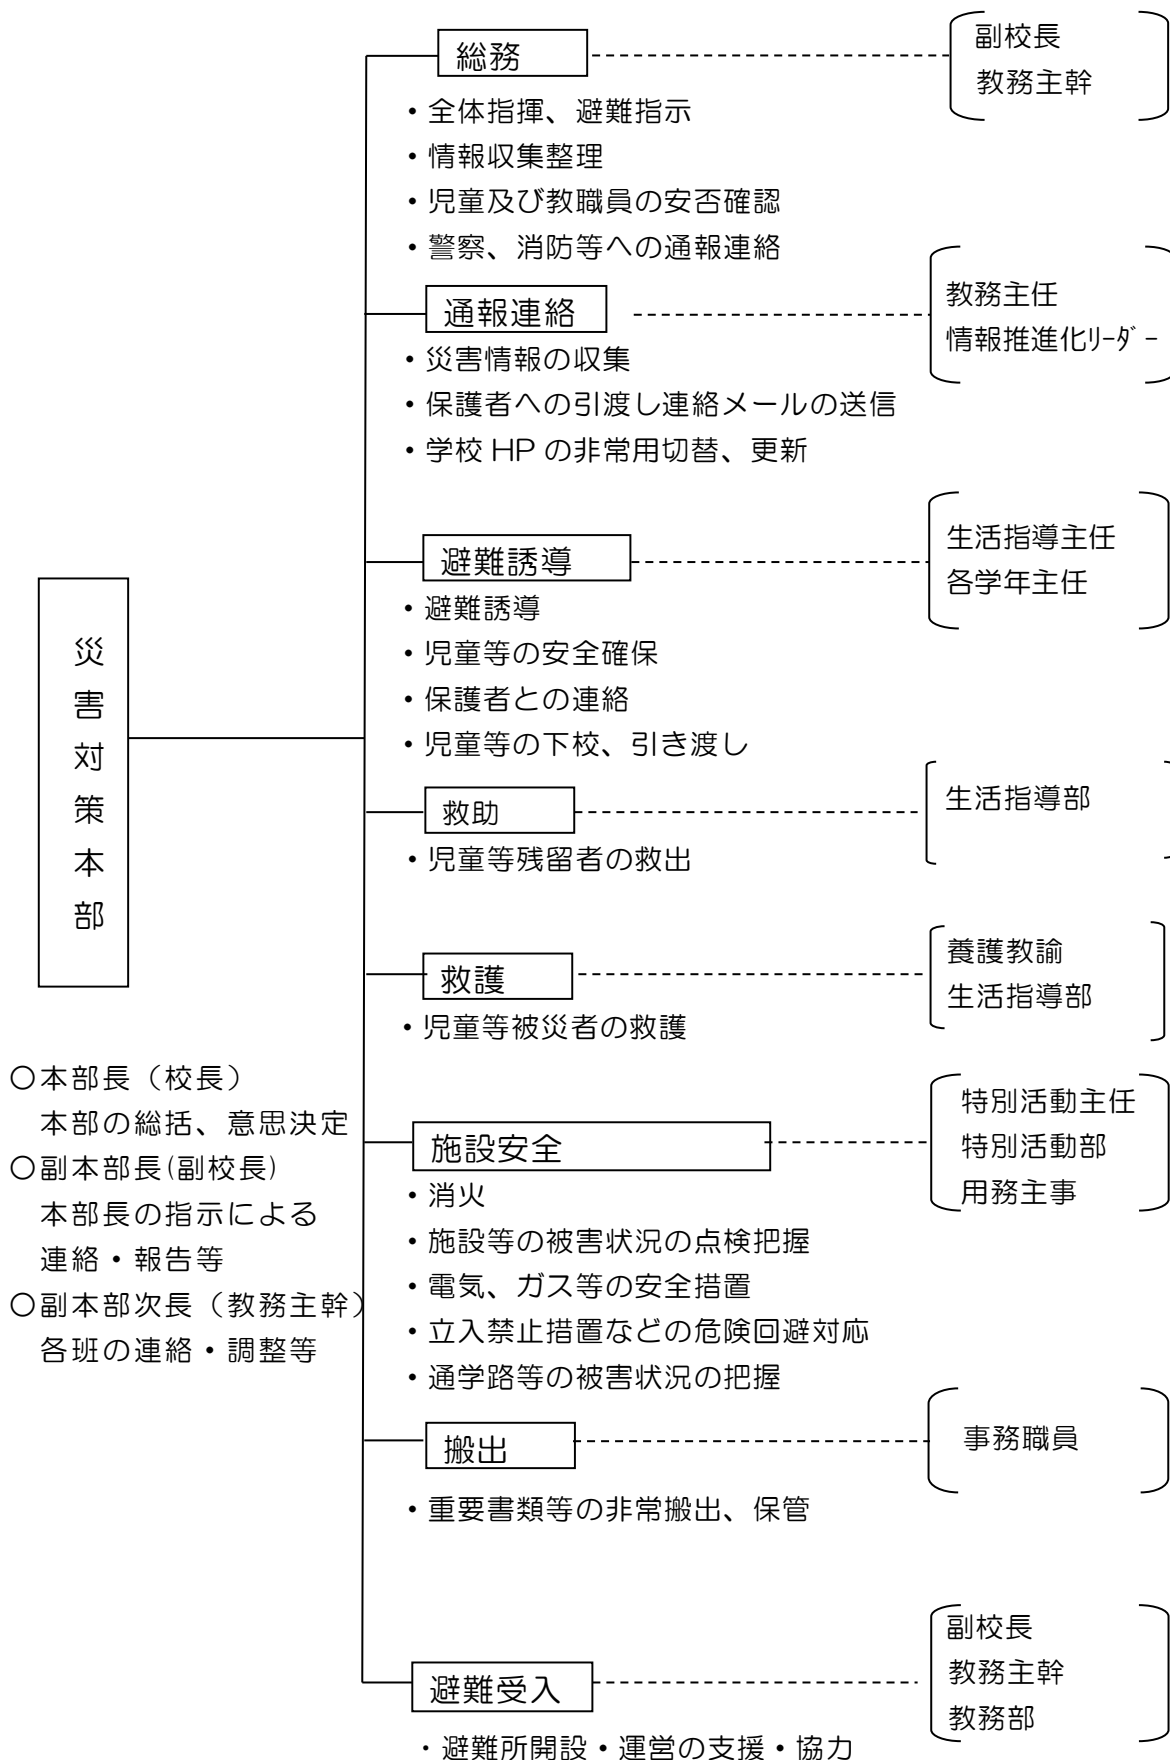 総務
副校長
教務主幹
・全体指揮、避難指示
・情報収集整理
・児童及び教職員の安否確認
・警察、消防等への通報連絡
通報連絡
教務主任
情報推進化ﾘｰﾀﾞｰ
・災害情報の収集
・保護者への引渡し連絡メールの送信
・学校 HP の非常用切替、更新
避難誘導
生活指導主任
各学年主任
・避難誘導
・児童等の安全確保
・保護者との連絡
・児童等の下校、引き渡し
災害対策本部
救助
生活指導部
・児童等残留者の救出
救護
養護教諭
生活指導部
・児童等被災者の救護
〇本部長（校長）
本部の総括、意思決定
〇副本部長(副校長)
本部長の指示による
連絡・報告等
〇副本部次長（教務主幹）
各班の連絡・調整等
施設安全
特別活動主任
特別活動部
用務主事
・消火
・施設等の被害状況の点検把握
・電気、ガス等の安全措置
・立入禁止措置などの危険回避対応
・通学路等の被害状況の把握
搬出
事務職員
・重要書類等の非常搬出、保管
避難受入
副校長
教務主幹
教務部
・避難所開設・運営の支援・協力